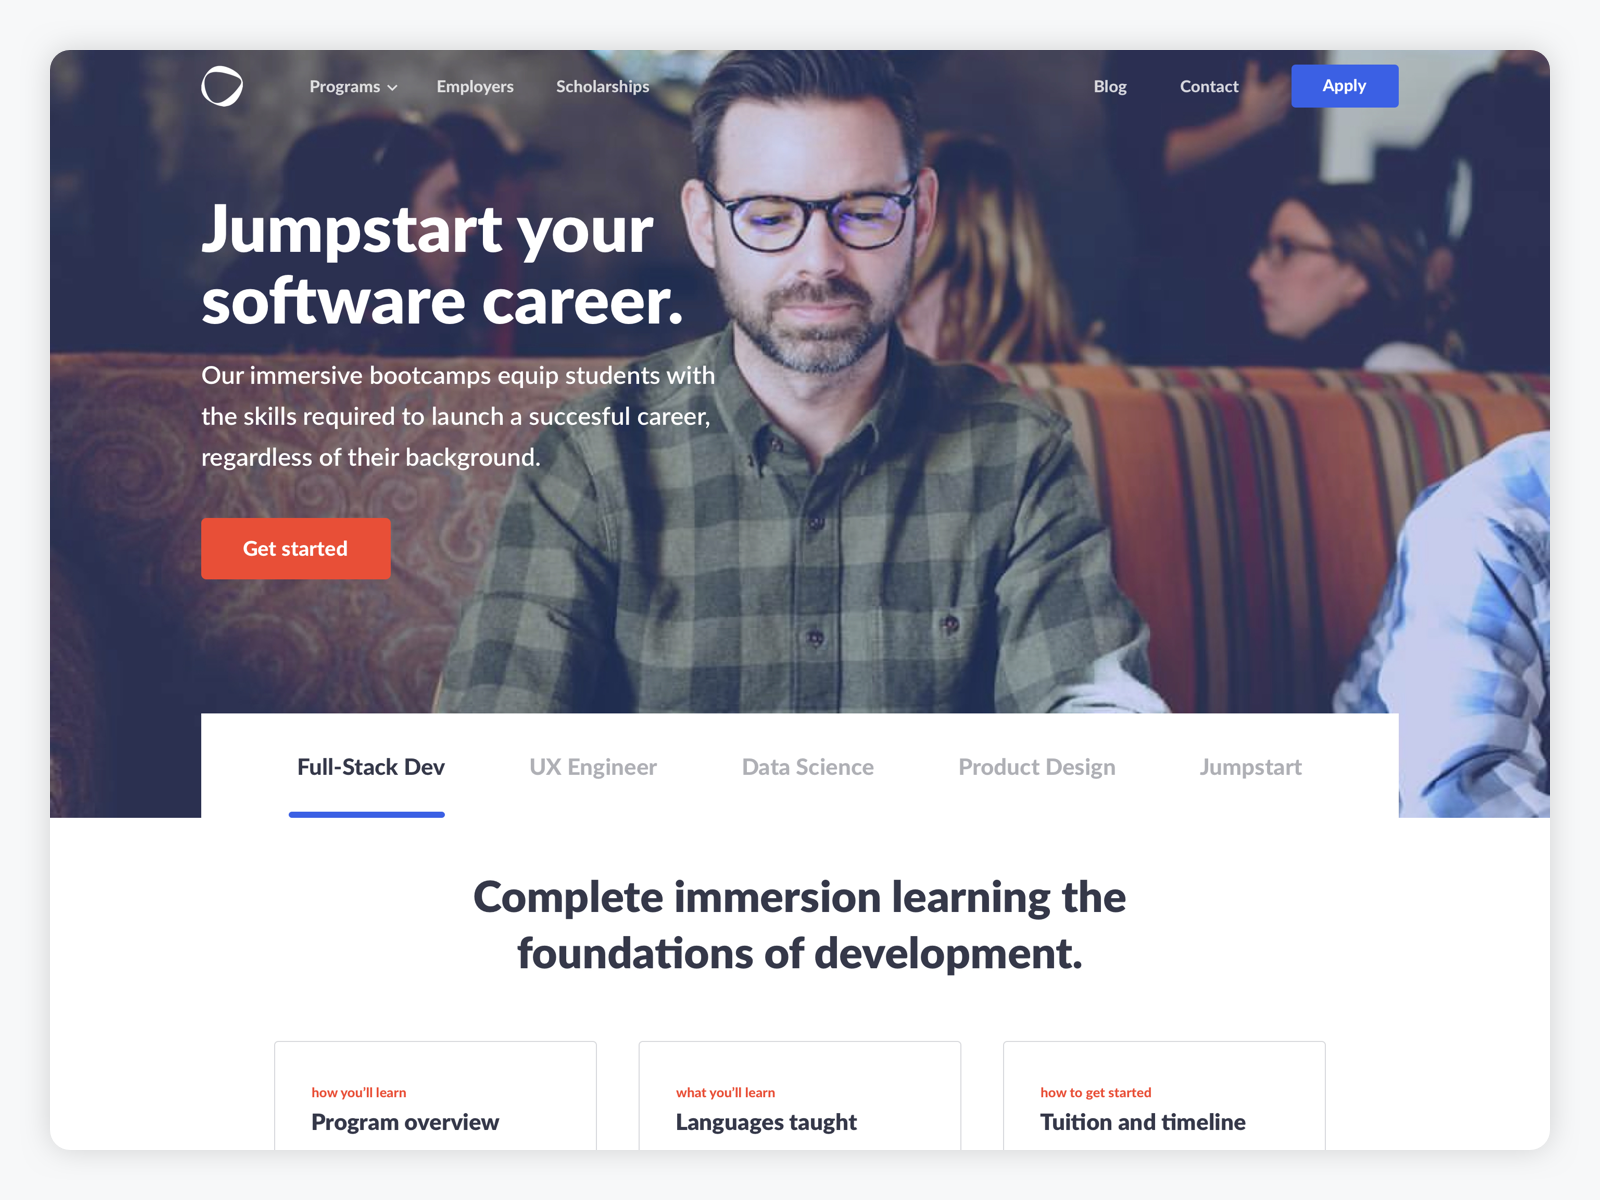 Programs Employers Scholarships Blog Contact Apply
Jumpstart your
software career.
Our immersive bootcamps equip students with
the skills required to launch a succesful career,
regardless of their background.
Get started
Full-Stack Dev UX Engineer Data Science Product Design Jumpstart
Complete immersion learning the
foundations of development.
how you'll learn
Program overview
what you'll learn
Languages taught
how to get started
Tuition and timeline